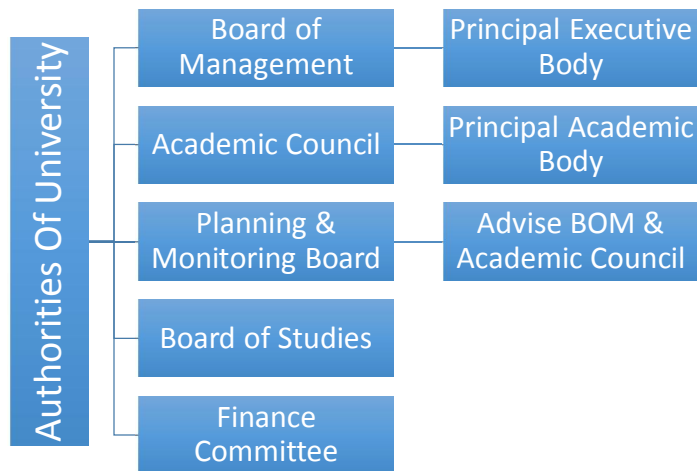 Authorities Of University
Board of
Management
Principal Executive
Body
Academic Council
Principal Academic
Body
Planning &
Monitoring Board
Advise BOM &
Academic Council
Board of Studies
Finance
Committee